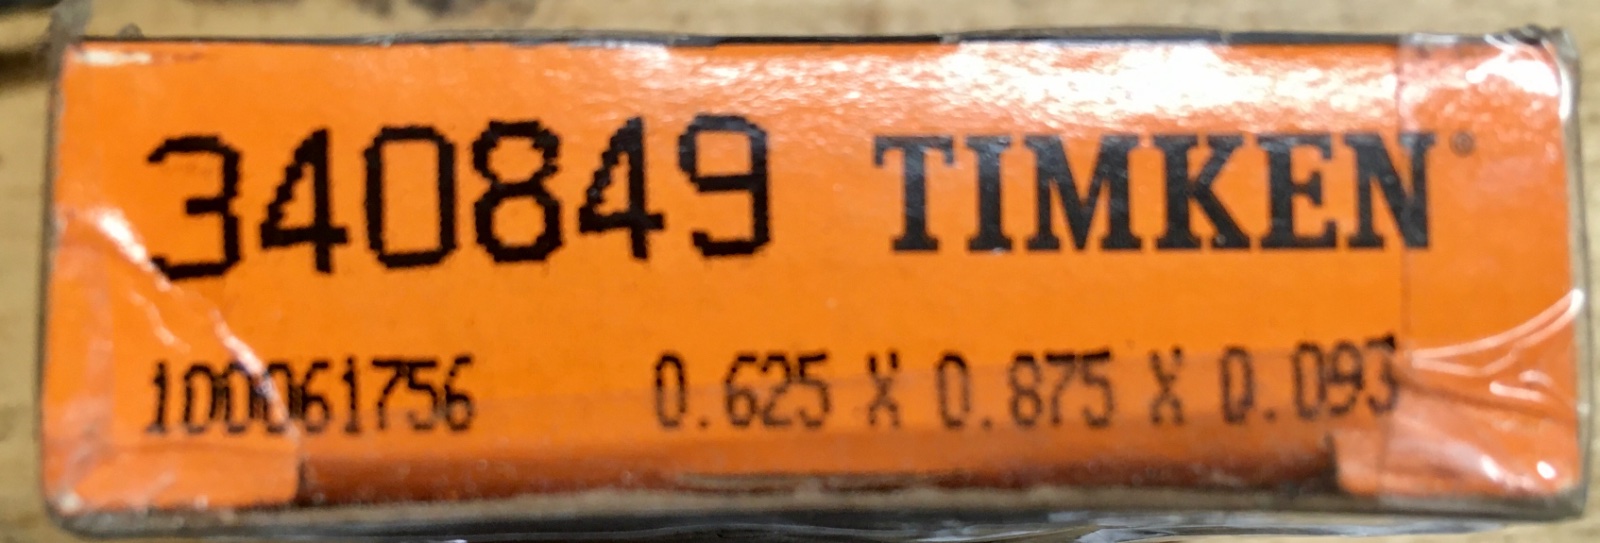 340849 TIMKEN®
100061756 0.625 X 0.875 X 0.093